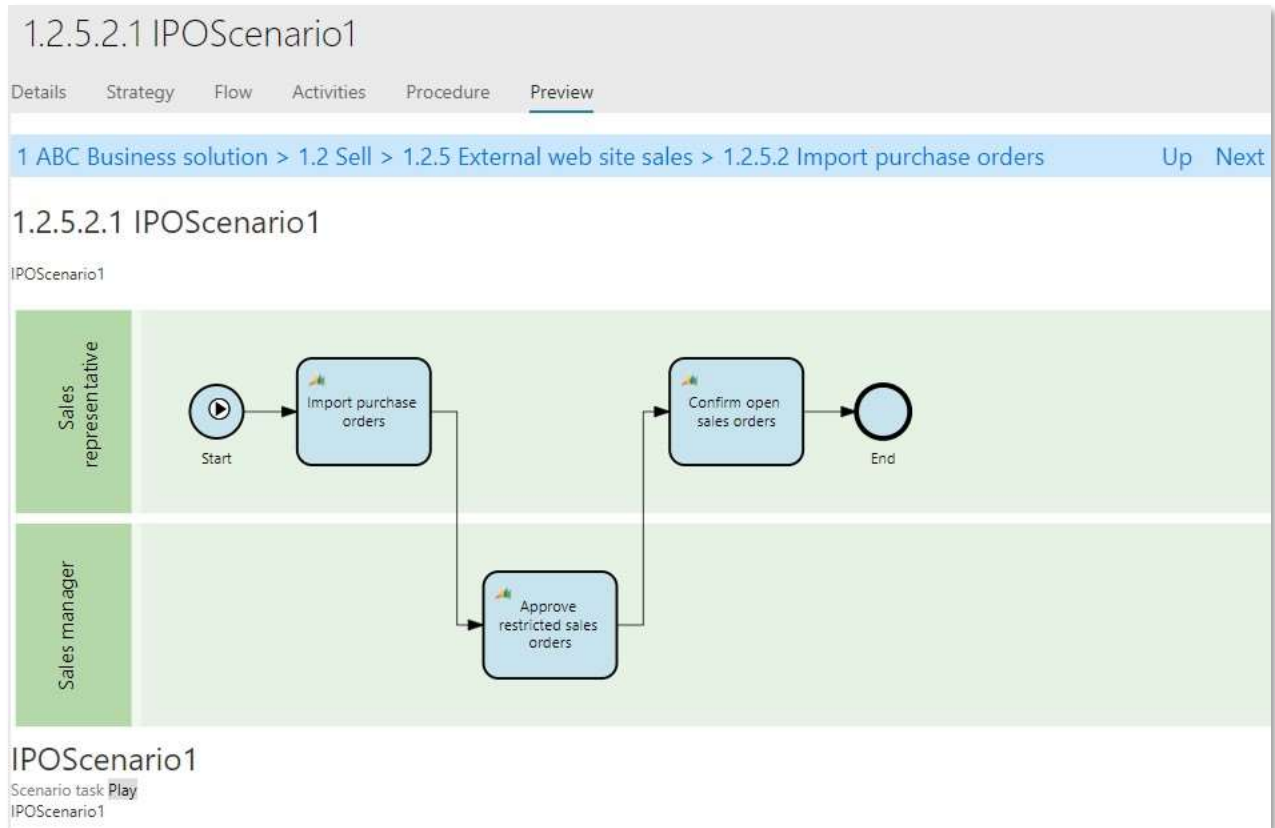 1.2.5.2.1 IPOScenario1
Details Strategy Flow Activities Procedure Preview
1 ABC Business solution > 1.2 Sell > 1.2.5 External web site sales > 1.2.5.2 Import purchase orders Up Next
1.2.5.2.1 IPOScenario1
IPOScenario1
Sales
representative
Start
Import purchase
orders
Confirm open
sales orders
End
Sales manager
Approve
restricted sales
orders
IPOScenario1
Scenario task Play
IPOScenario1